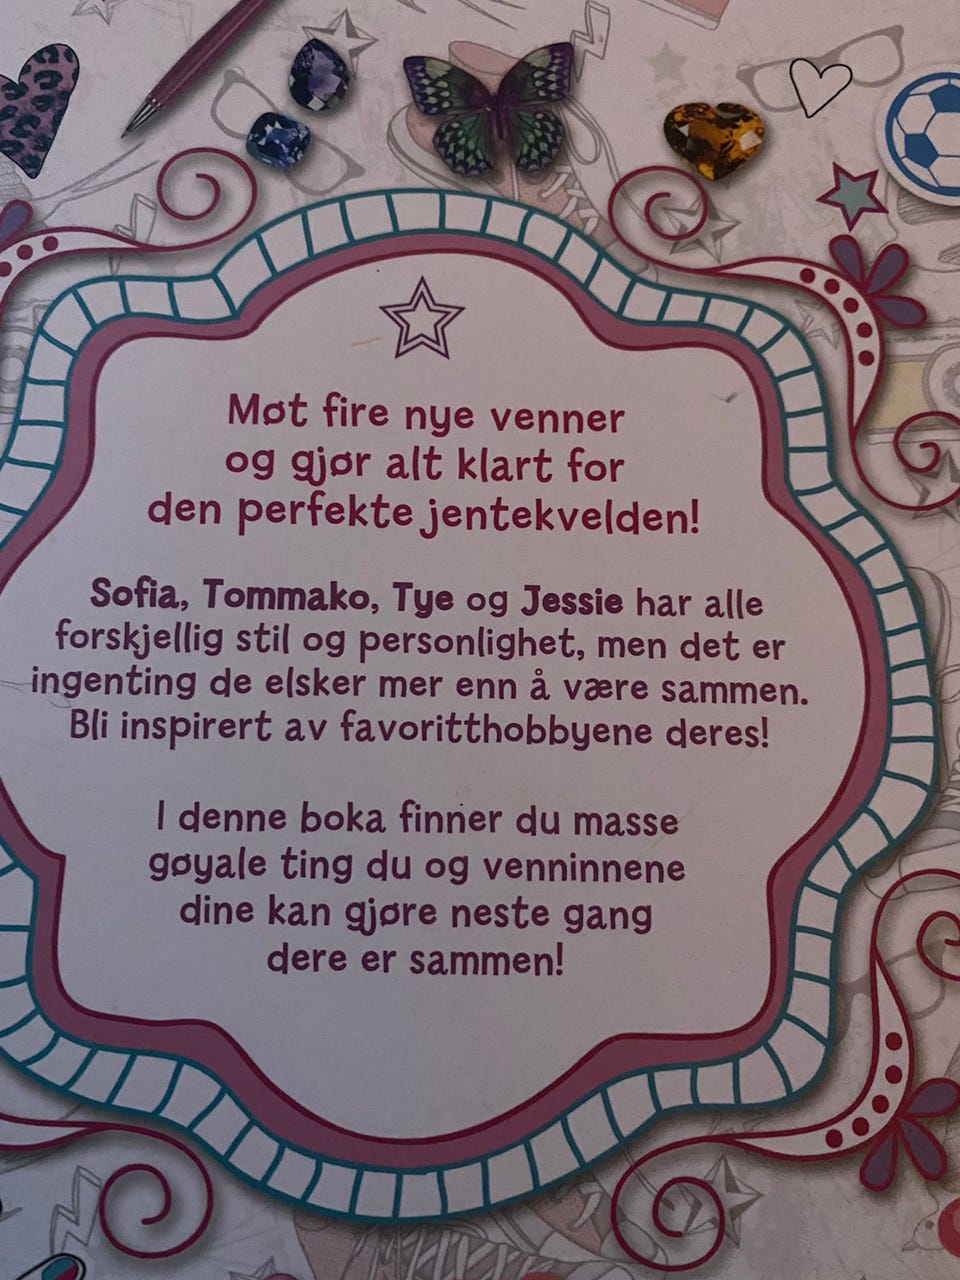 Møt fire nye venner
og gjør alt klart for
den perfekte jentekvelden!
Sofia, Tommako, Tye og Jessie har alle
forskjellig stil og personlighet, men det er
ingenting de elsker mer enn å være sammen.
Bli inspirert av favoritthobbyene deres!
I denne boka finner du masse
gøyale ting du og venninnene
dine kan gjøre neste gang
dere er sammen!